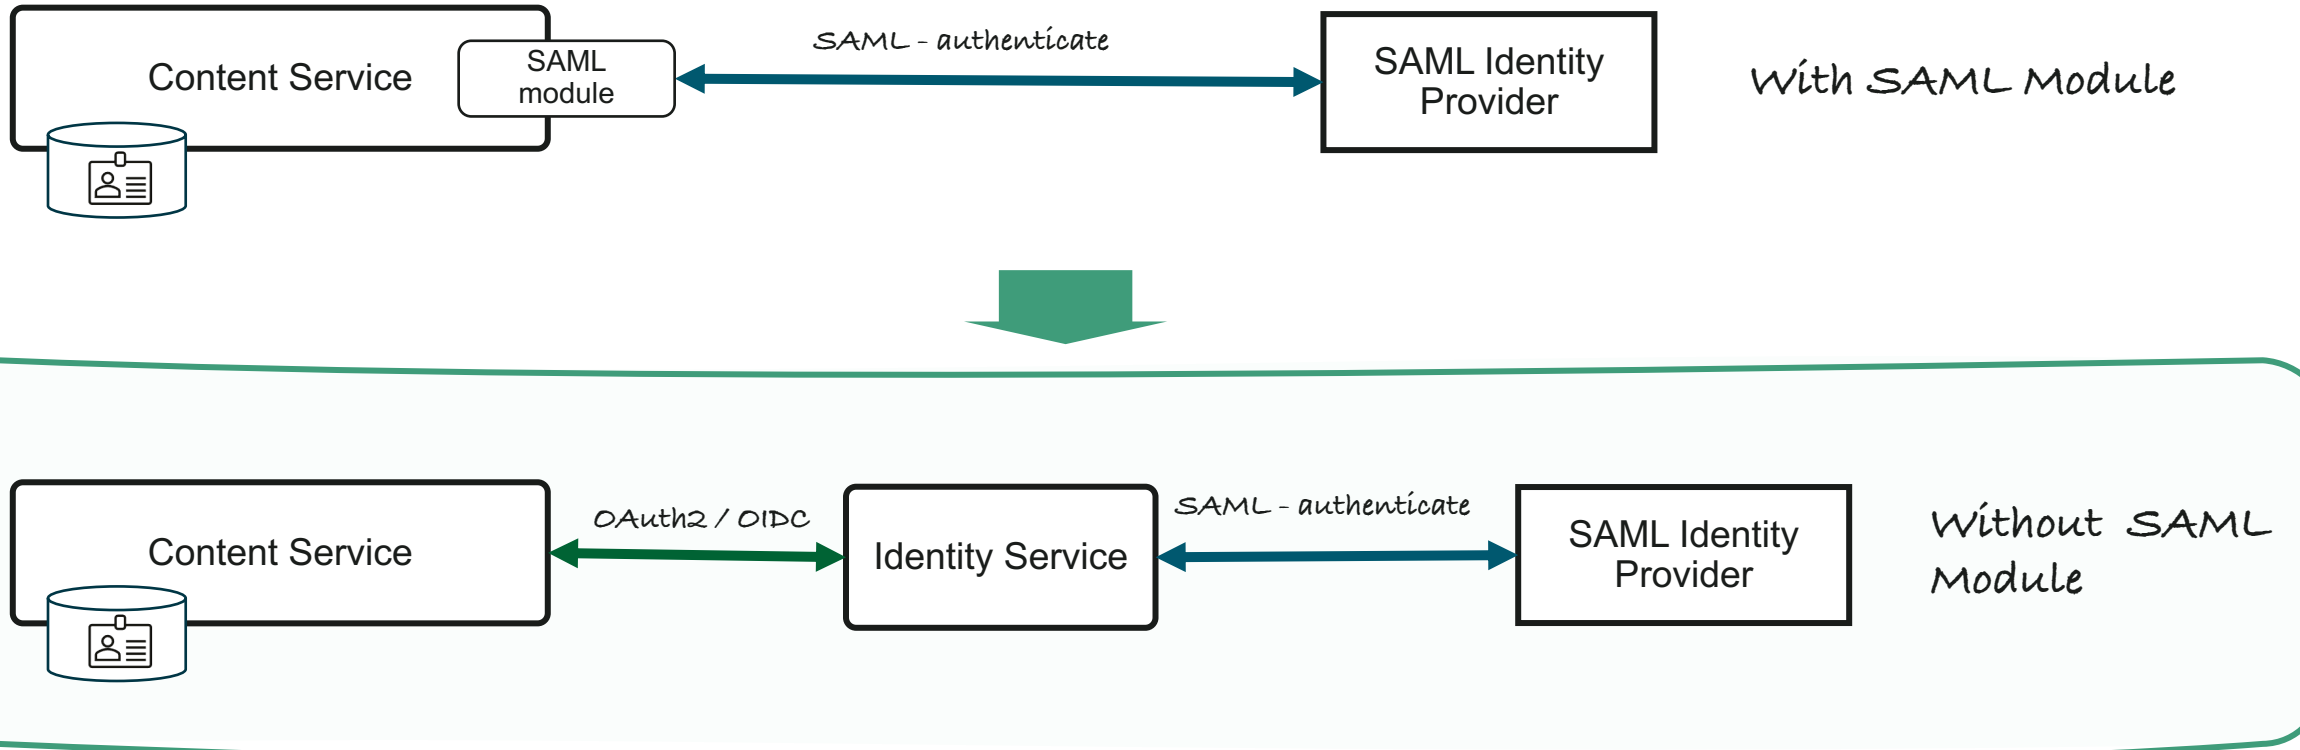 Content Service
SAML
module
SAML - authenticate
SAML Identity
Provider
With SAML Module
Content Service
OAuth2 / OIDC
Identity Service
SAML - authenticate
SAML Identity
Provider
Without SAML
Module